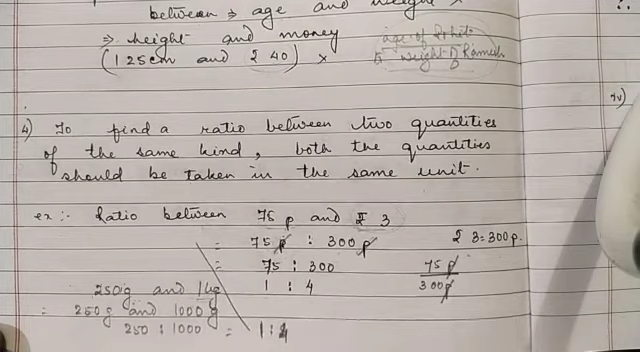 between ⇒ age and weight x
⇒ height and money
(125cm and ₹ 40) x
age of Rohit
& weight of Ramesh
iv)
4) To find a ratio between two quantities
of the same kind, both the quantities
should be taken in the same unit.
ex :- Ratio between 75 p and ₹ 3
= 75 p : 300 p ₹ 3 = 300 p.
= 75 : 300 75 p
1 : 4 300 p
250g and 1kg
= 250 g and 1000 g
250 : 1000 = 1:4